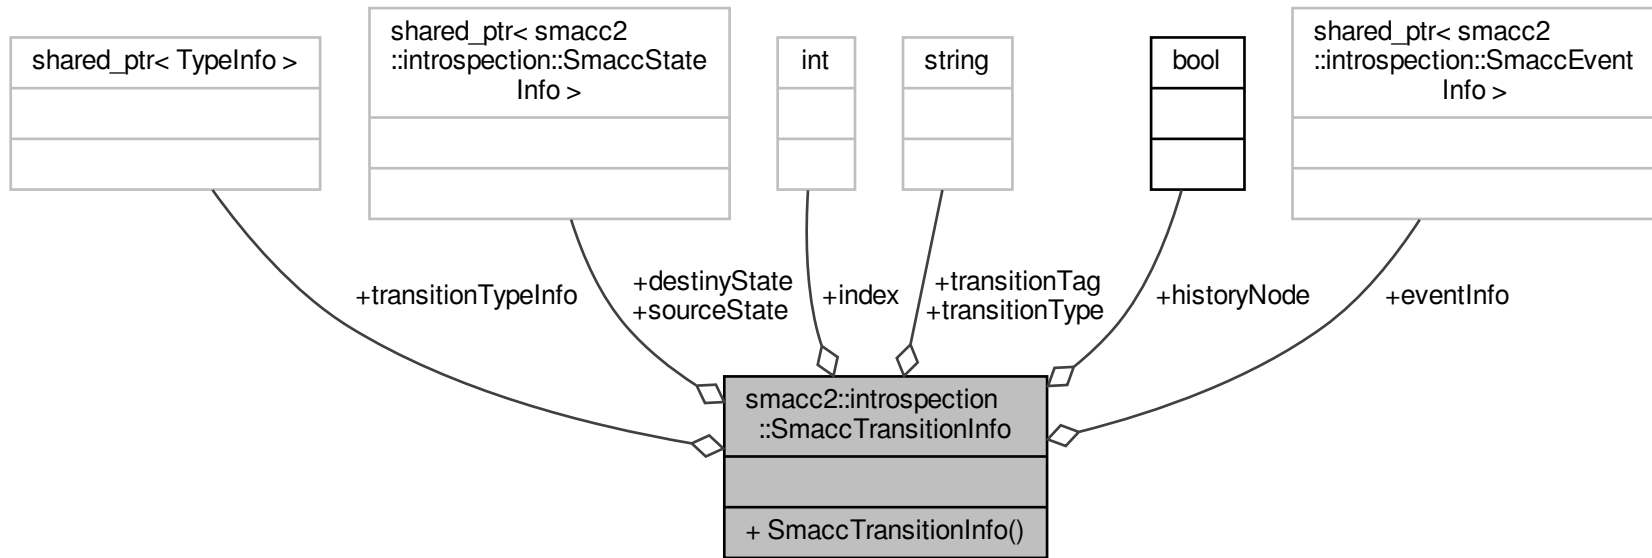 shared_ptr< TypeInfo >
shared_ptr< smacc2
::introspection::SmaccState
Info >
int
string
bool
shared_ptr< smacc2
::introspection::SmaccEvent
Info >
+transitionTypeInfo
+destinyState
+sourceState
+index
+transitionTag
+transitionType
+historyNode
+eventInfo
smacc2::introspection
::SmaccTransitionInfo
+ SmaccTransitionInfo()